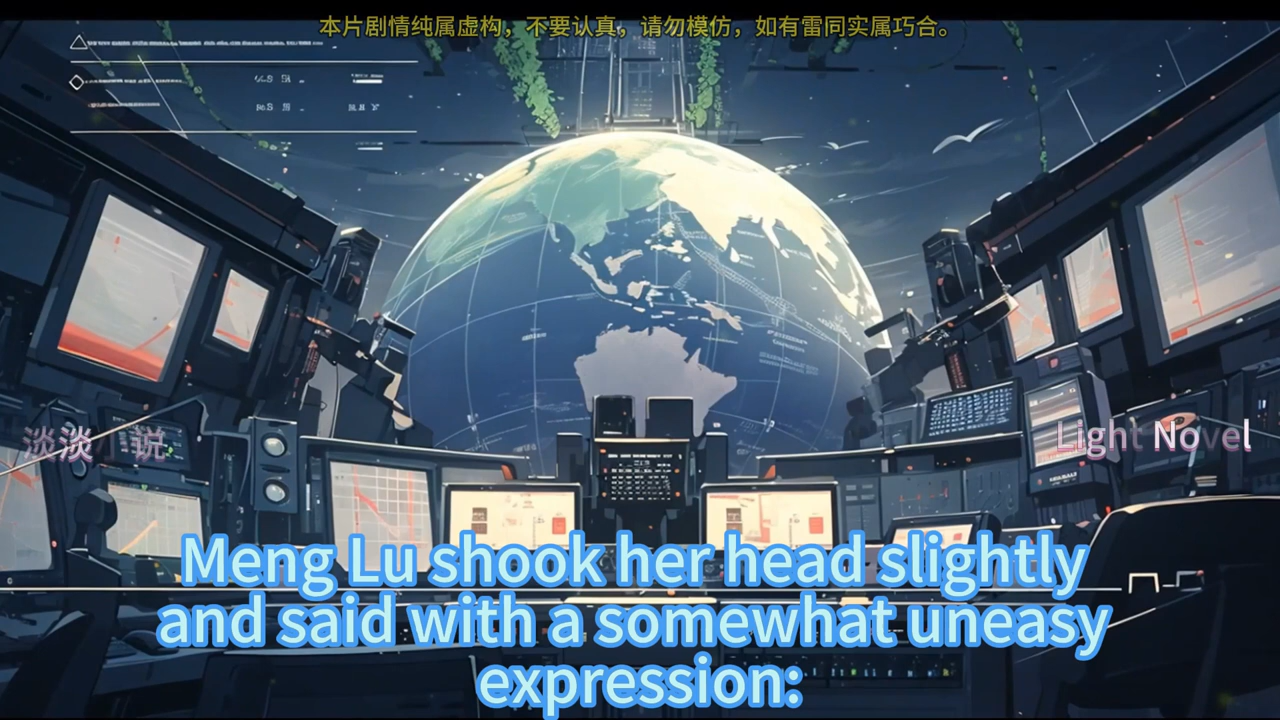 本片剧情纯属虚构，不要认真，请勿模仿，如有雷同实属巧合。
淡淡小说
Light Novel
Meng Lu shook her head slightly
and said with a somewhat uneasy
expression: